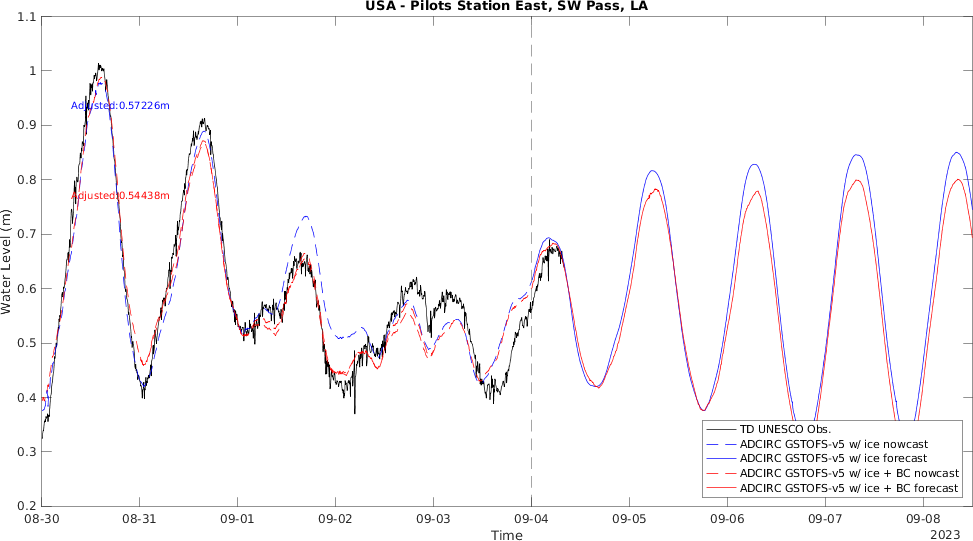 USA - Pilots Station East, SW Pass, LA
1.1
1
0.9
0.8
0.7
0.6
0.5
0.4
0.3
0.2
Water Level (m)
Adjusted:0.57226m
Adjusted:0.54438m
TD UNESCO Obs.
ADCIRC GSTOFS-v5 w/ ice nowcast
ADCIRC GSTOFS-v5 w/ ice forecast
ADCIRC GSTOFS-v5 w/ ice + BC nowcast
ADCIRC GSTOFS-v5 w/ ice + BC forecast
08-30 08-31 09-01 09-02 09-03 09-04 09-05 09-06 09-07 09-08
Time
2023